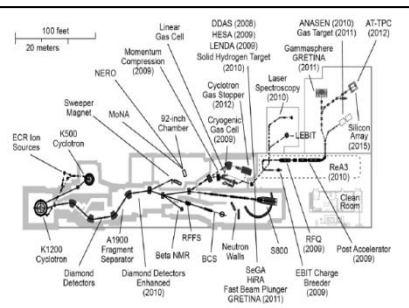 100 feet
20 meters
Linear
Gas Cell
Momentum
Compression
(2009)
NERO
Sweeper
Magnet
MoNA
ECR Ion
Sources
K500
Cyclotron
92-inch
Chamber
DDAS (2008)
HESA (2009)
LENDA (2009)
Solid Hydrogen Target
(2010)
Cyclotron
Gas Stopper
(2012)
Cryogenic
Gas Cell
(2009)
Laser
Spectroscopy
(2010)
LEBIT
ANASEN (2010)
Gas Target (2011)
Gammasphere
GRETINA
(2011)
AT-TPC
(2012)
Silicon
Array
(2015)
ReA3
(2010)
Clean
Room
K1200
Cyclotron
Diamond
Detectors
A1900
Fragment
Separator
Diamond
Detectors
Enhanced
(2010)
Beta NMR
RFFS
BCS
Neutron
Walls
S800
SeGA
HiRA
Fast Beam Plunger
GRETINA (2011)
RFQ
(2009)
EBIT Charge
Breeder
(2009)
Post Accelerator
(2009)